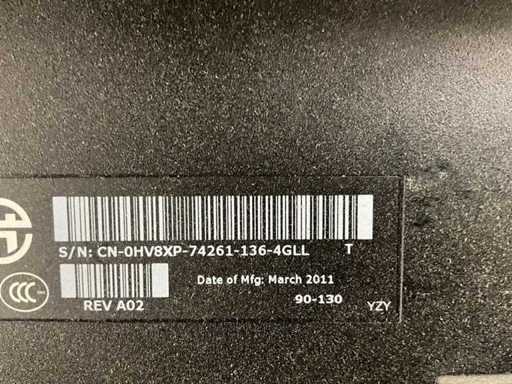 S/N: CN-0HV8XP-74261-136-4GLL T
Date of Mfg: March 2011
REV A02 90-130
YZY